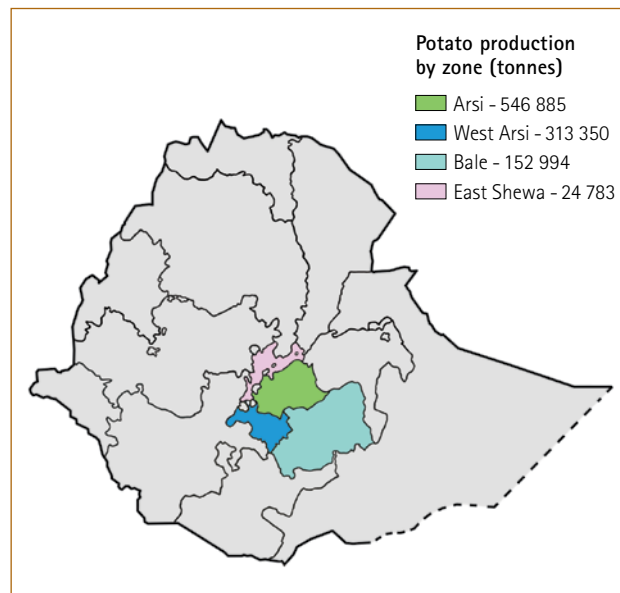 Potato production
by zone (tonnes)
Arsi - 546 885
West Arsi - 313 350
Bale - 152 994
East Shewa - 24 783